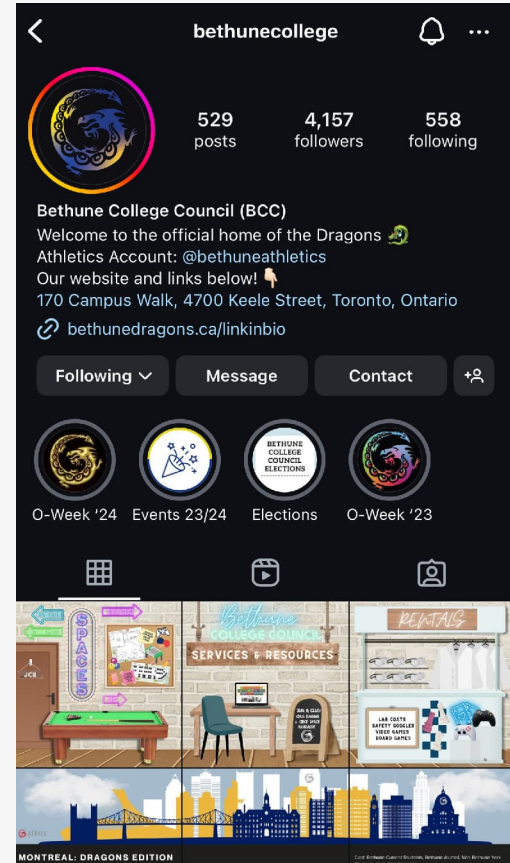 bethunecollege
529
posts
4,157
followers
558
following
Bethune College Council (BCC)
Welcome to the official home of the Dragons
Athletics Account: @bethuneathletics
Our website and links below!
170 Campus Walk, 4700 Keele Street, Toronto, Ontario
bethunedragons.ca/linkinbio
Following
Message
Contact
BETHUNE
COLLEGE
COUNCIL
ELECTIONS
O-Week '24
Events 23/24
Elections
O-Week '23
SPACES
JCR
Bethune
COLLEGE COUNCIL
SERVICES & RESOURCES
JOIN A CLUB
RENTALS
LAB COATS
SAFETY GOGGLES
VIDEO GAMES
BOARD GAMES
MONTREAL: DRAGONS EDITION